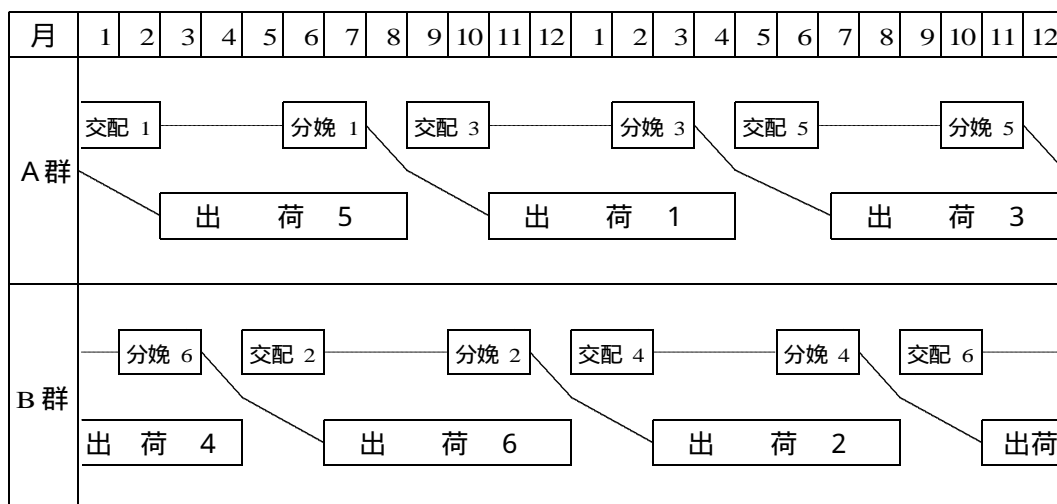 月 1 2 3 4 5 6 7 8 9 10 11 12 1 2 3 4 5 6 7 8 9 10 11 12
交配 1 分娩 1 交配 3 分娩 3 交配 5 分娩 5
A群
出 荷 5 出 荷 1 出 荷 3
分娩 6 交配 2 分娩 2 交配 4 分娩 4 交配 6
B群
出 荷 4 出 荷 6 出 荷 2 出荷